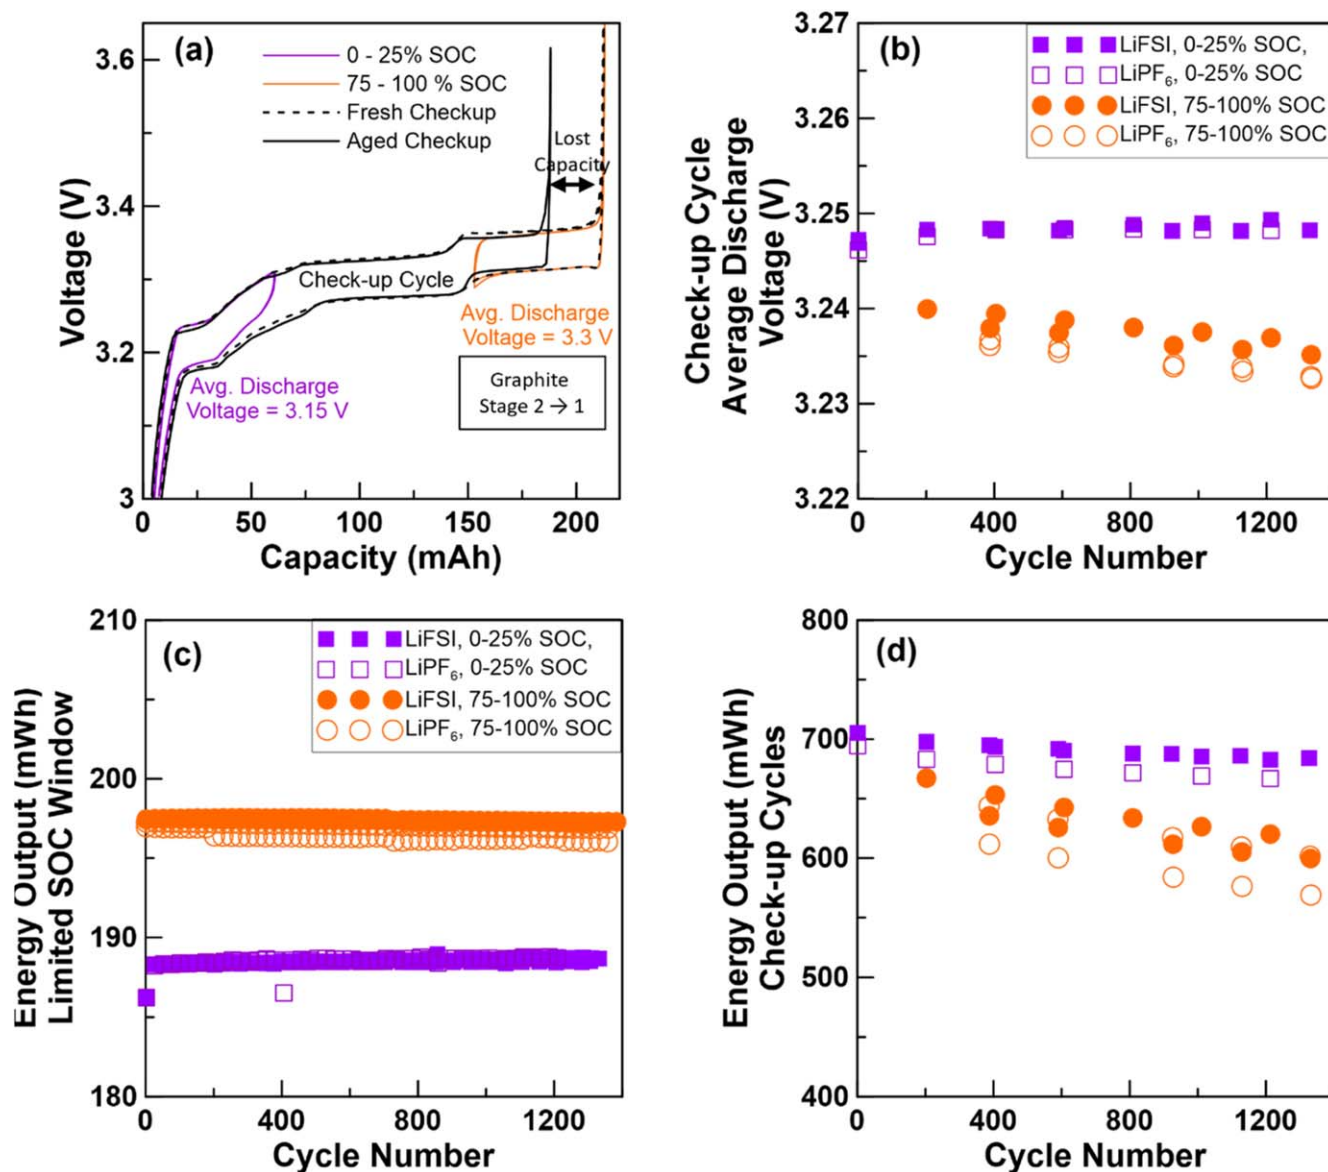 (a)
0 - 25% SOC
75 - 100 % SOC
Fresh Checkup
Aged Checkup
Lost
Capacity
Check-up Cycle
Avg. Discharge
Voltage = 3.3 V
Avg. Discharge
Voltage = 3.15 V
Graphite
Stage 2 → 1
3.6
3.4
3.2
3
Voltage (V)
0
50
100
150
200
Capacity (mAh)
(b)
LiFSI, 0-25% SOC,
LiPF₆, 0-25% SOC
LiFSI, 75-100% SOC
LiPF₆, 75-100% SOC
3.27
3.26
3.25
3.24
3.23
3.22
Check-up Cycle
Average Discharge
Voltage (V)
0
400
800
1200
Cycle Number
(c)
LiFSI, 0-25% SOC,
LiPF₆, 0-25% SOC
LiFSI, 75-100% SOC
LiPF₆, 75-100% SOC
210
200
190
180
Energy Output (mWh)
Limited SOC Window
0
400
800
1200
Cycle Number
(d)
800
700
600
500
400
Energy Output (mWh)
Check-up Cycles
0
400
800
1200
Cycle Number